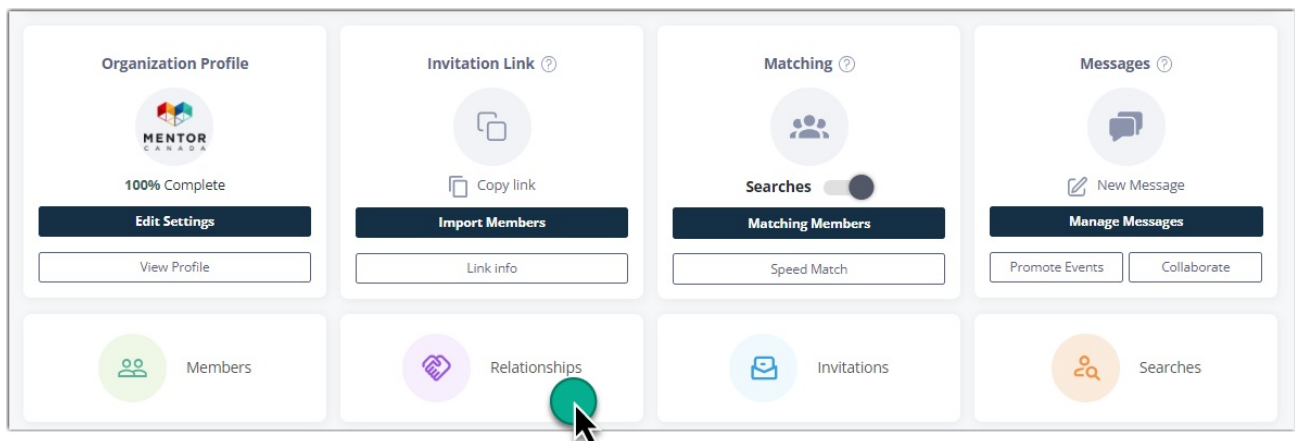 Organization Profile
MENTOR
CANADA
100% Complete
Edit Settings
View Profile
Invitation Link ?
Copy link
Import Members
Link info
Matching ?
Searches
Matching Members
Speed Match
Messages ?
New Message
Manage Messages
Promote Events Collaborate
Members
Relationships
Invitations
Searches